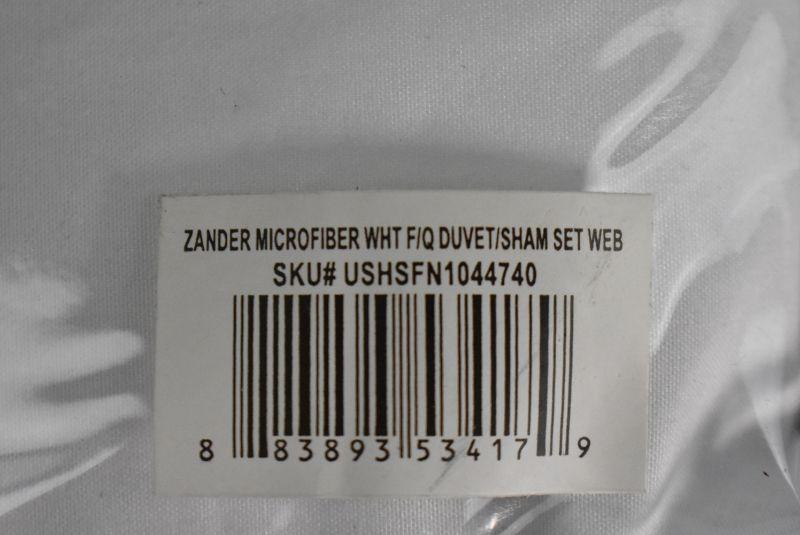 ZANDER MICROFIBER WHT F/Q DUVET/SHAM SET WEB
SKU# USHSFN1044740
8 83893 53417 9